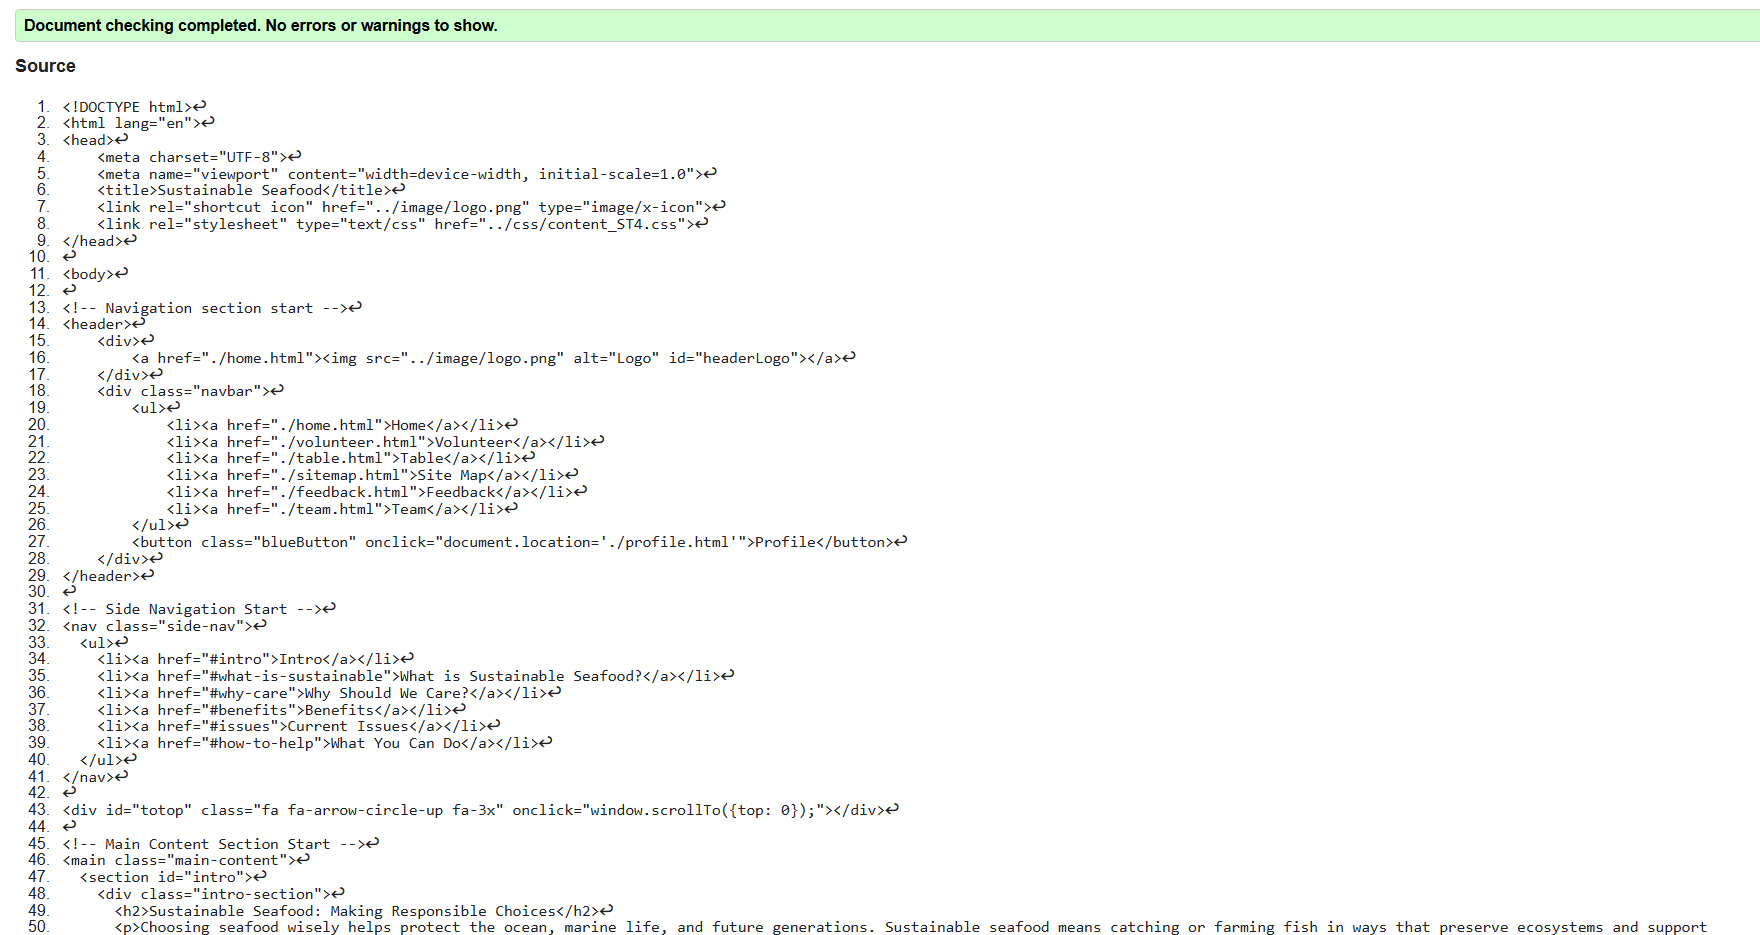 Document checking completed. No errors or warnings to show.
Source
1. <!DOCTYPE html>↩
2. <html lang="en">↩
3. <head>↩
4.     <meta charset="UTF-8">↩
5.     <meta name="viewport" content="width=device-width, initial-scale=1.0">↩
6.     <title>Sustainable Seafood</title>↩
7.     <link rel="shortcut icon" href="../image/logo.png" type="image/x-icon">↩
8.     <link rel="stylesheet" type="text/css" href="../css/content_ST4.css">↩
9. </head>↩
10. ↩
11. <body>↩
12. ↩
13. <!-- Navigation section start -->↩
14. <header>↩
15.     <div>↩
16.         <a href="./home.html"><img src="../image/logo.png" alt="Logo" id="headerLogo"></a>↩
17.     </div>↩
18.     <div class="navbar">↩
19.         <ul>↩
20.             <li><a href="./home.html">Home</a></li>↩
21.             <li><a href="./volunteer.html">Volunteer</a></li>↩
22.             <li><a href="./table.html">Table</a></li>↩
23.             <li><a href="./sitemap.html">Site Map</a></li>↩
24.             <li><a href="./feedback.html">Feedback</a></li>↩
25.             <li><a href="./team.html">Team</a></li>↩
26.         </ul>↩
27.         <button class="blueButton" onclick="document.location='./profile.html'">Profile</button>↩
28.     </div>↩
29. </header>↩
30. ↩
31. <!-- Side Navigation Start -->↩
32. <nav class="side-nav">↩
33.   <ul>↩
34.     <li><a href="#intro">Intro</a></li>↩
35.     <li><a href="#what-is-sustainable">What is Sustainable Seafood?</a></li>↩
36.     <li><a href="#why-care">Why Should We Care?</a></li>↩
37.     <li><a href="#benefits">Benefits</a></li>↩
38.     <li><a href="#issues">Current Issues</a></li>↩
39.     <li><a href="#how-to-help">What You Can Do</a></li>↩
40.   </ul>↩
41. </nav>↩
42. ↩
43. <div id="totop" class="fa fa-arrow-circle-up fa-3x" onclick="window.scrollTo({top: 0});"></div>↩
44. ↩
45. <!-- Main Content Section Start -->↩
46. <main class="main-content">↩
47.   <section id="intro">↩
48.     <div class="intro-section">↩
49.       <h2>Sustainable Seafood: Making Responsible Choices</h2>↩
50.       <p>Choosing seafood wisely helps protect the ocean, marine life, and future generations. Sustainable seafood means catching or farming fish in ways that preserve ecosystems and support